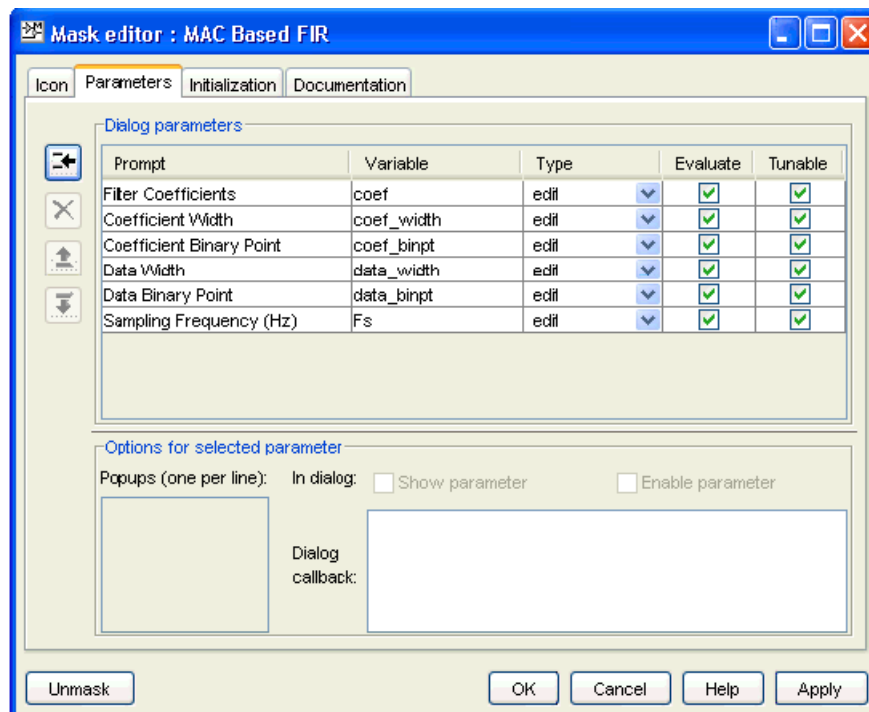 Mask editor : MAC Based FIR
Icon Parameters Initialization Documentation
Dialog parameters
Prompt Variable Type Evaluate Tunable
Filter Coefficients coef edit
Coefficient Width coef_width edit
Coefficient Binary Point coef_binpt edit
Data Width data_width edit
Data Binary Point data_binpt edit
Sampling Frequency (Hz) Fs edit
Options for selected parameter
Popups (one per line): In dialog: Show parameter Enable parameter
Dialog
callback:
Unmask OK Cancel Help Apply